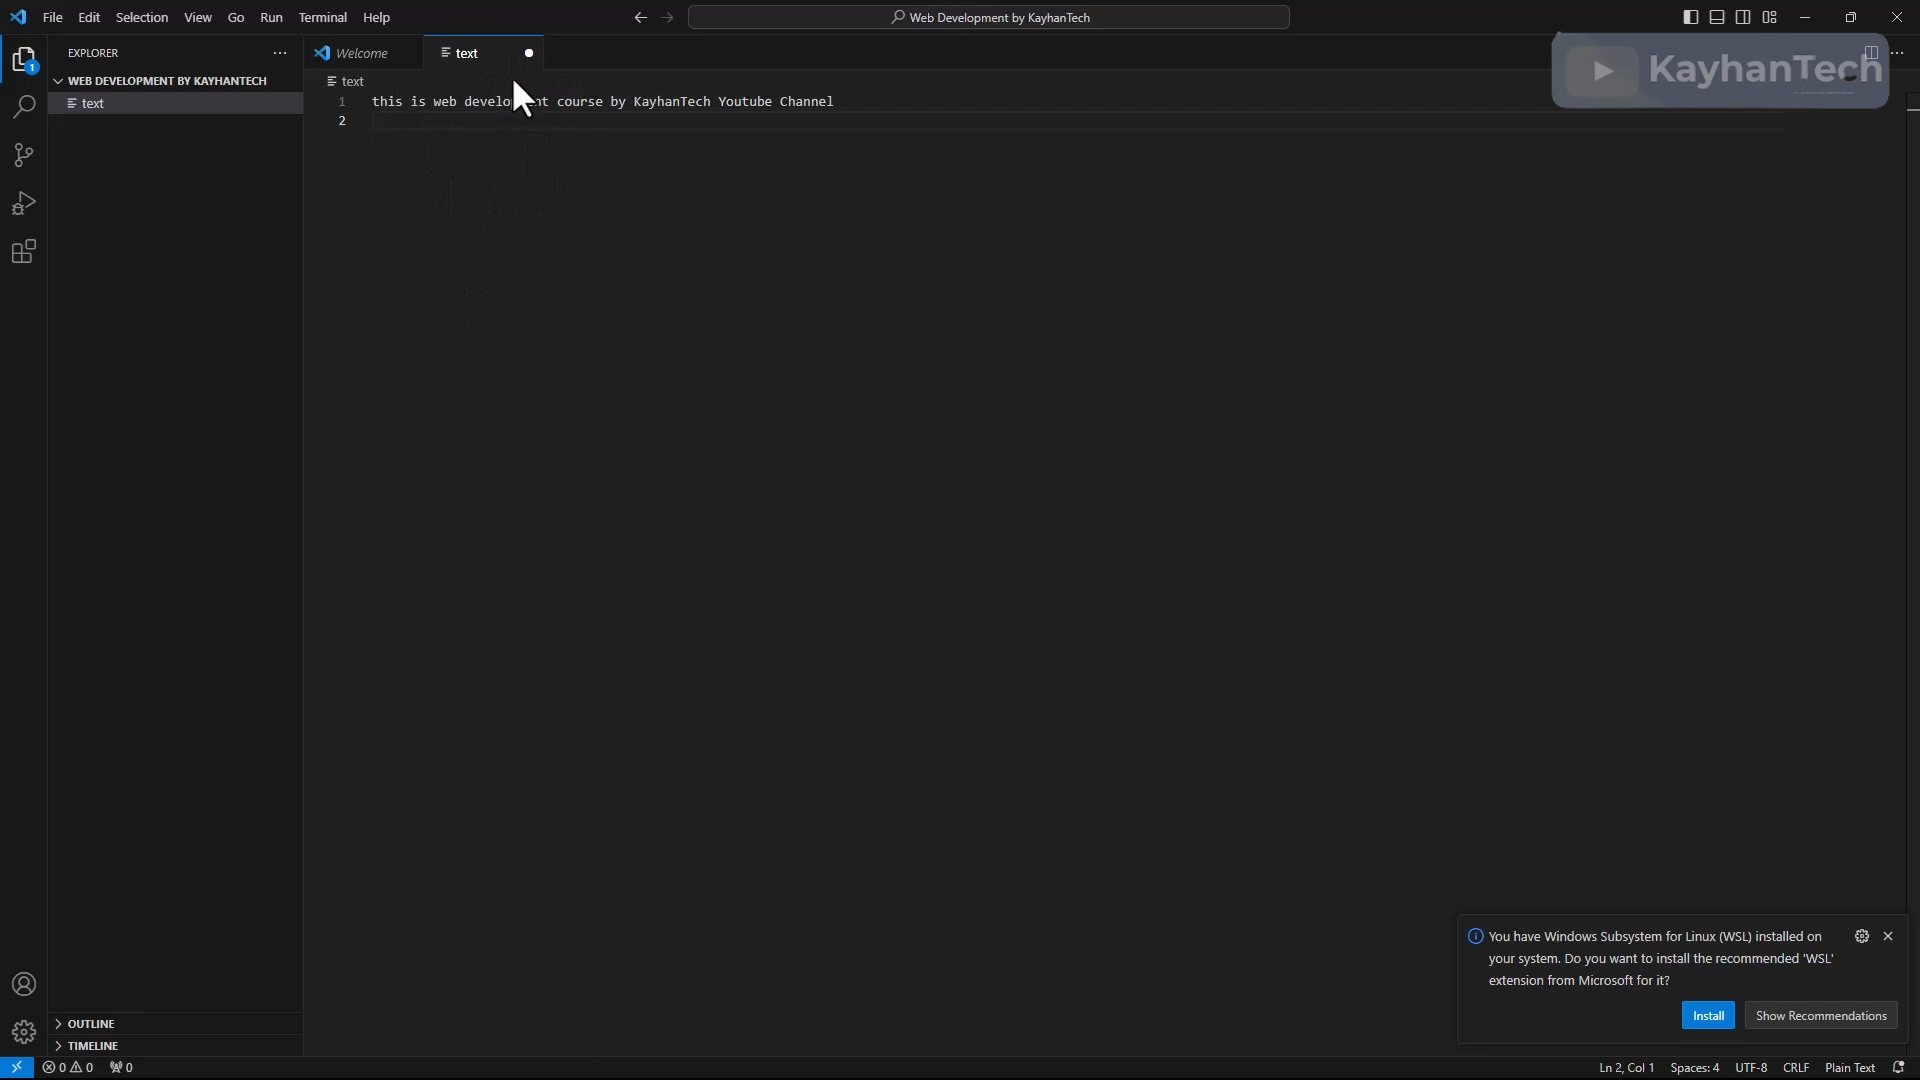 File Edit Selection View Go Run Terminal Help
Web Development by KayhanTech
EXPLORER
Welcome
text
KayhanTech
WEB DEVELOPMENT BY KAYHANTECH
text
text
1 this is web develo nt course by KayhanTech Youtube Channel
2
1
You have Windows Subsystem for Linux (WSL) installed on
your system. Do you want to install the recommended 'WSL'
extension from Microsoft for it?
Install
Show Recommendations
OUTLINE
TIMELINE
0 0 0
Ln 2, Col 1 Spaces: 4 UTF-8 CRLF Plain Text